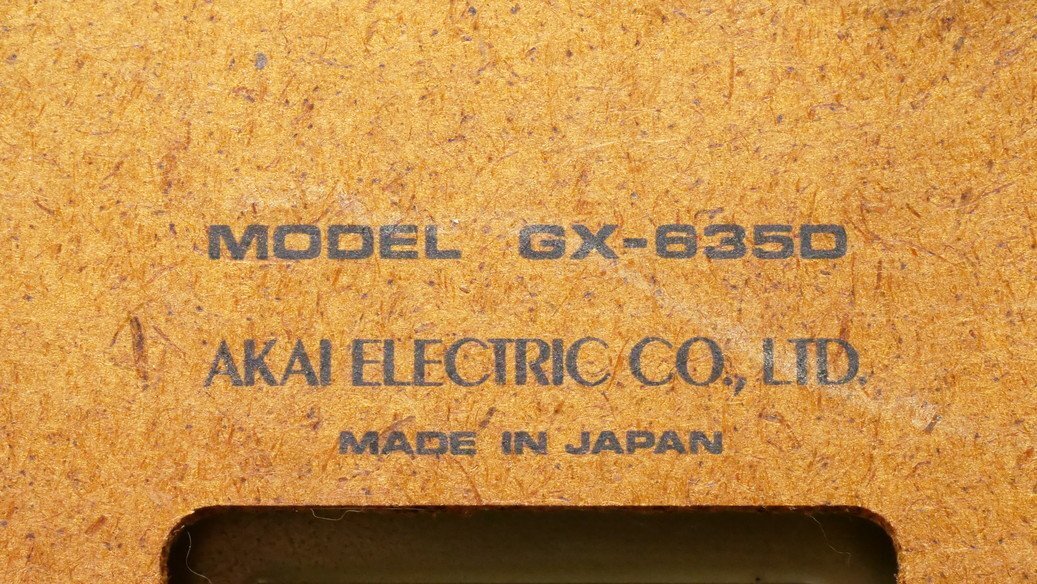 MODEL GX-635D
AKAI ELECTRIC CO., LTD.
MADE IN JAPAN